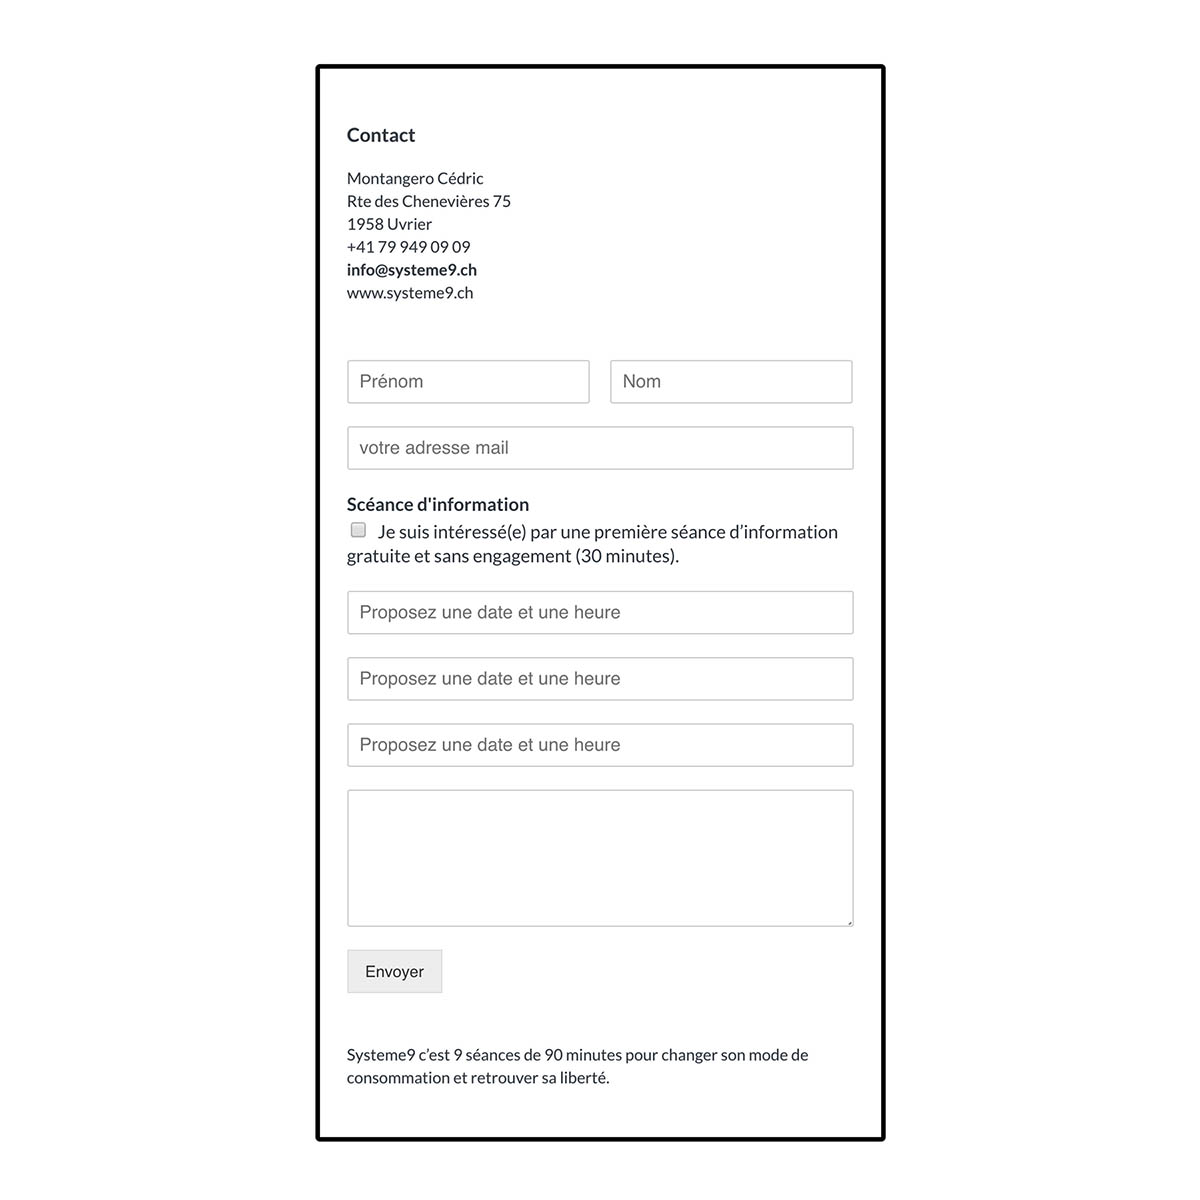 Contact
Montangero Cédric
Rte des Chenevières 75
1958 Uvrier
+41 79 949 09 09
info@systeme9.ch
www.systeme9.ch
Prénom
Nom
votre adresse mail
Scéance d'information
Je suis intéressé(e) par une première séance d’information
gratuite et sans engagement (30 minutes).
Proposez une date et une heure
Proposez une date et une heure
Proposez une date et une heure
Envoyer
Systeme9 c’est 9 séances de 90 minutes pour changer son mode de
consommation et retrouver sa liberté.